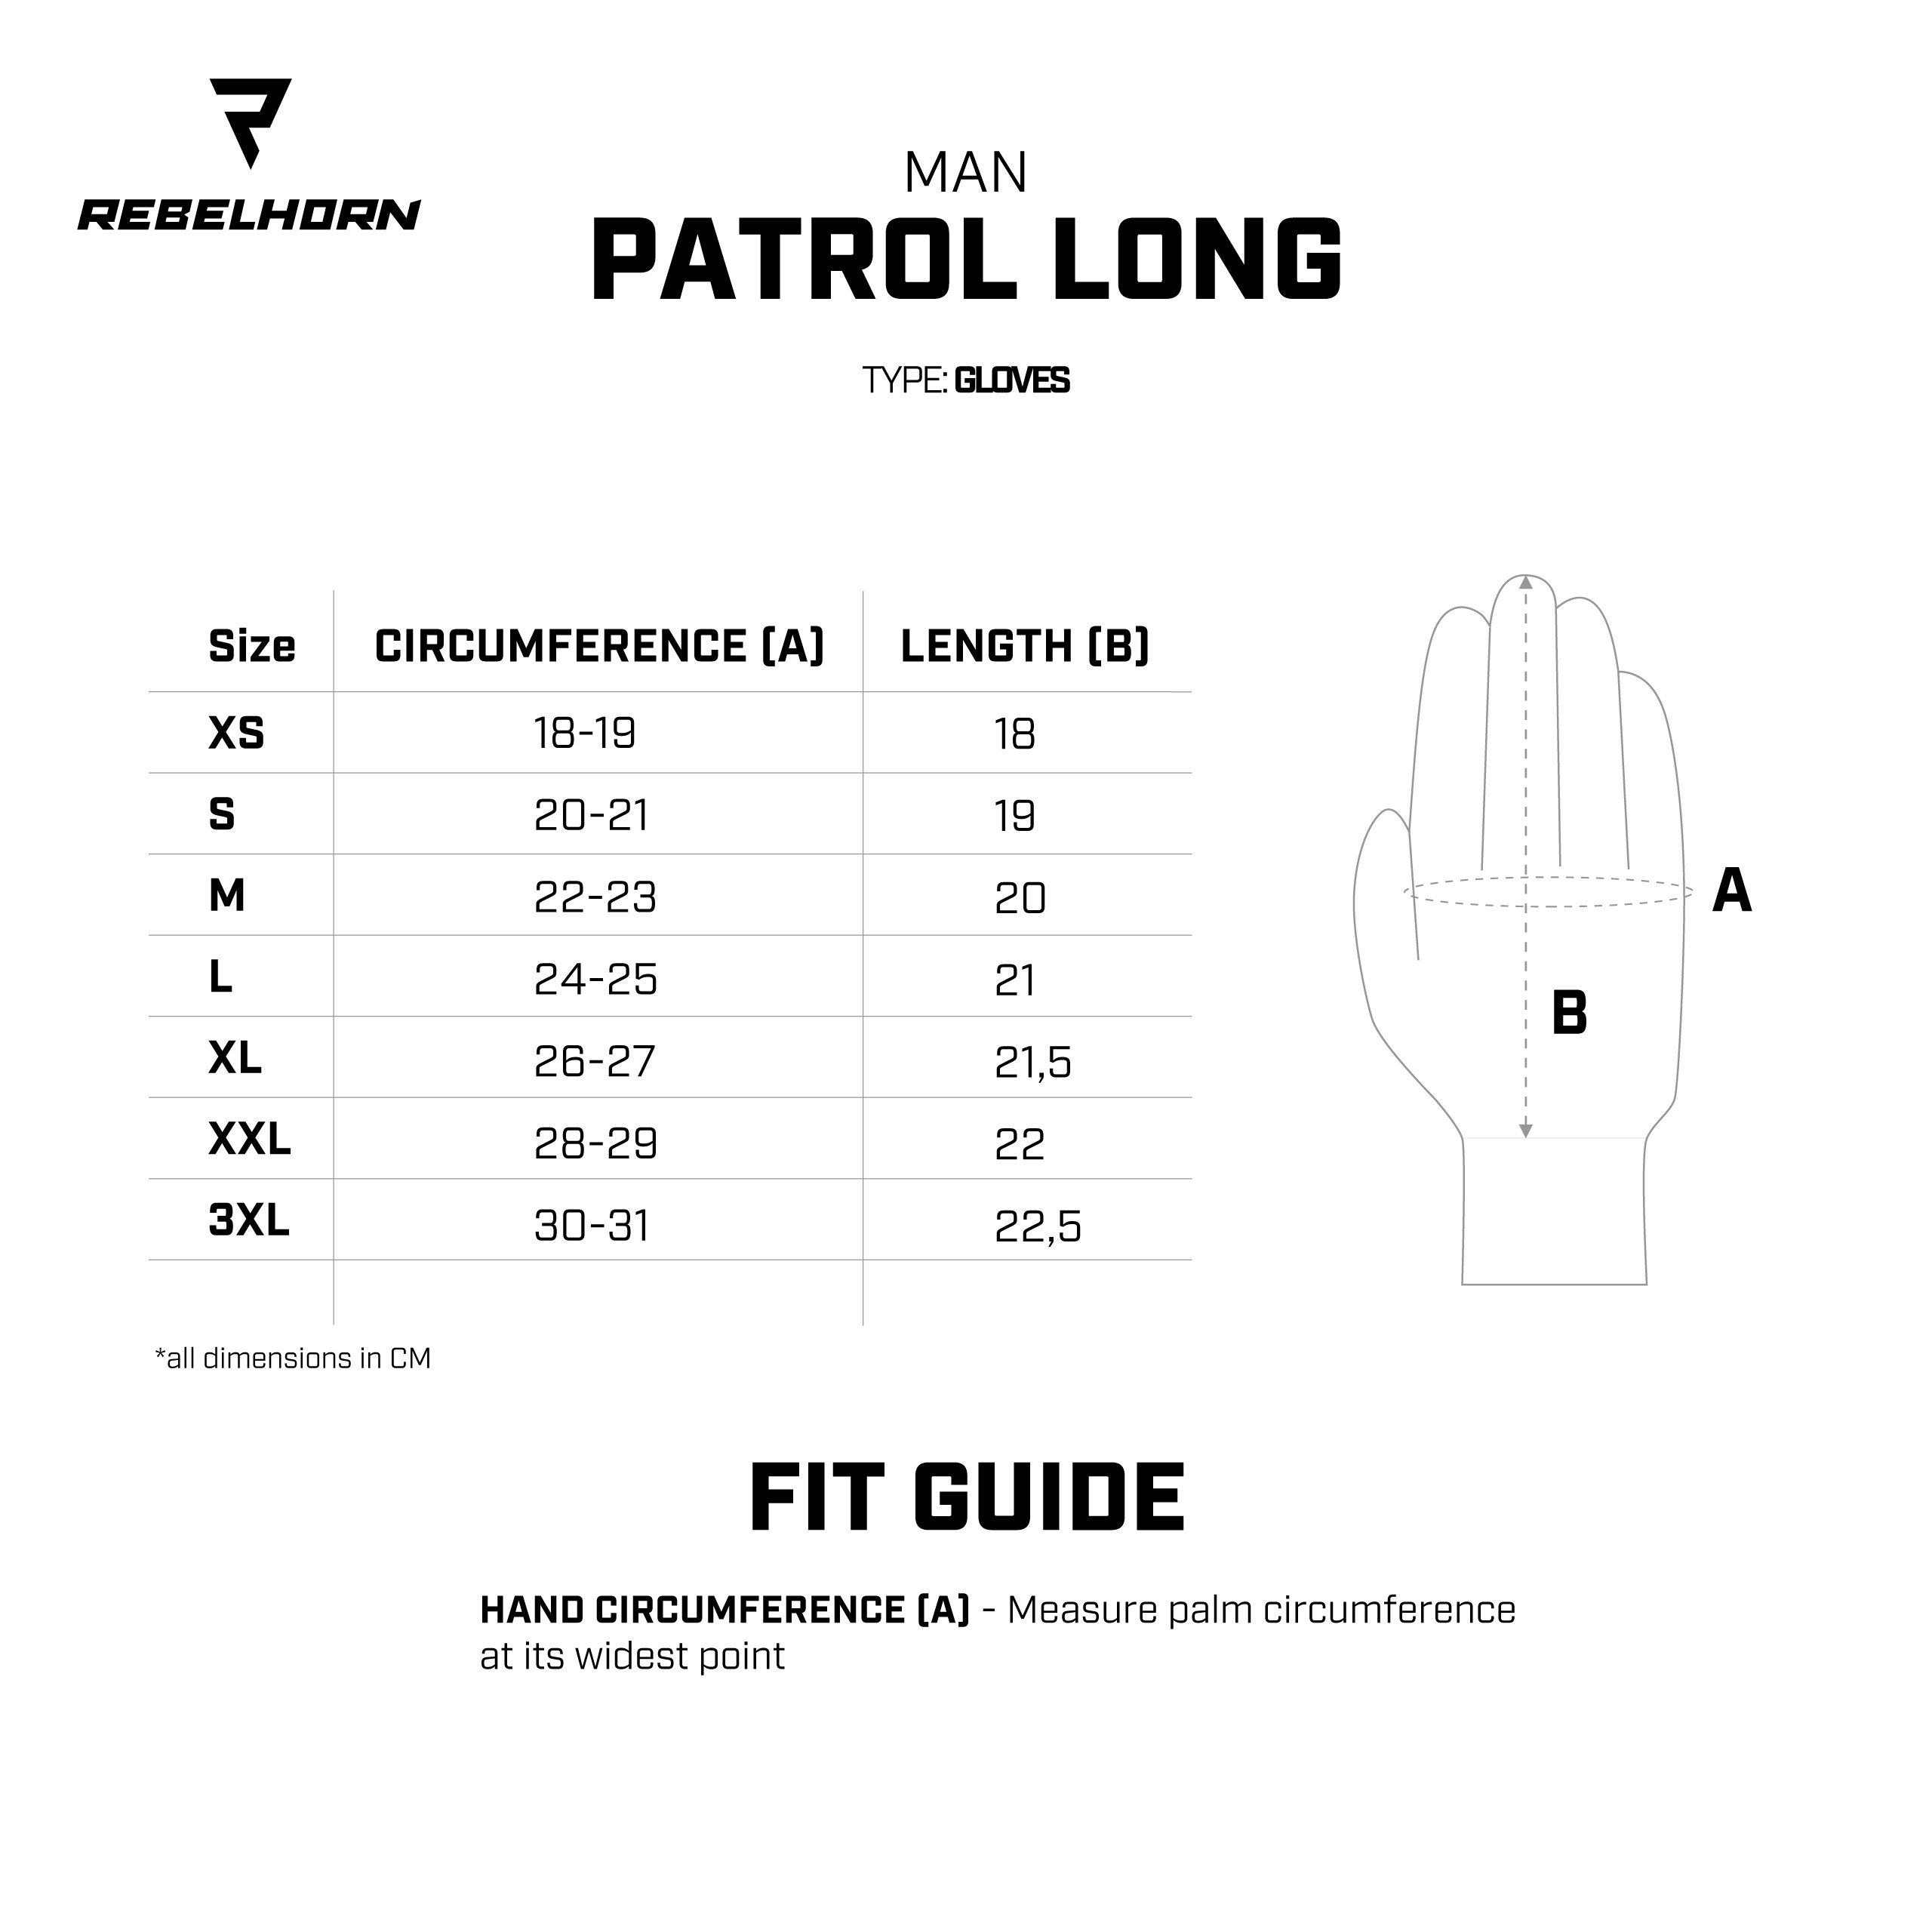 REBELHORN
MAN
PATROL LONG
TYPE: GLOVES
Size CIRCUMFERENCE (A) LENGTH (B)
XS 18-19 18
S 20-21 19
M 22-23 20
L 24-25 21
XL 26-27 21,5
XXL 28-29 22
3XL 30-31 22,5
A
B
*all dimensions in CM
FIT GUIDE
HAND CIRCUMFERENCE (A) - Measure palm circumference
at its widest point